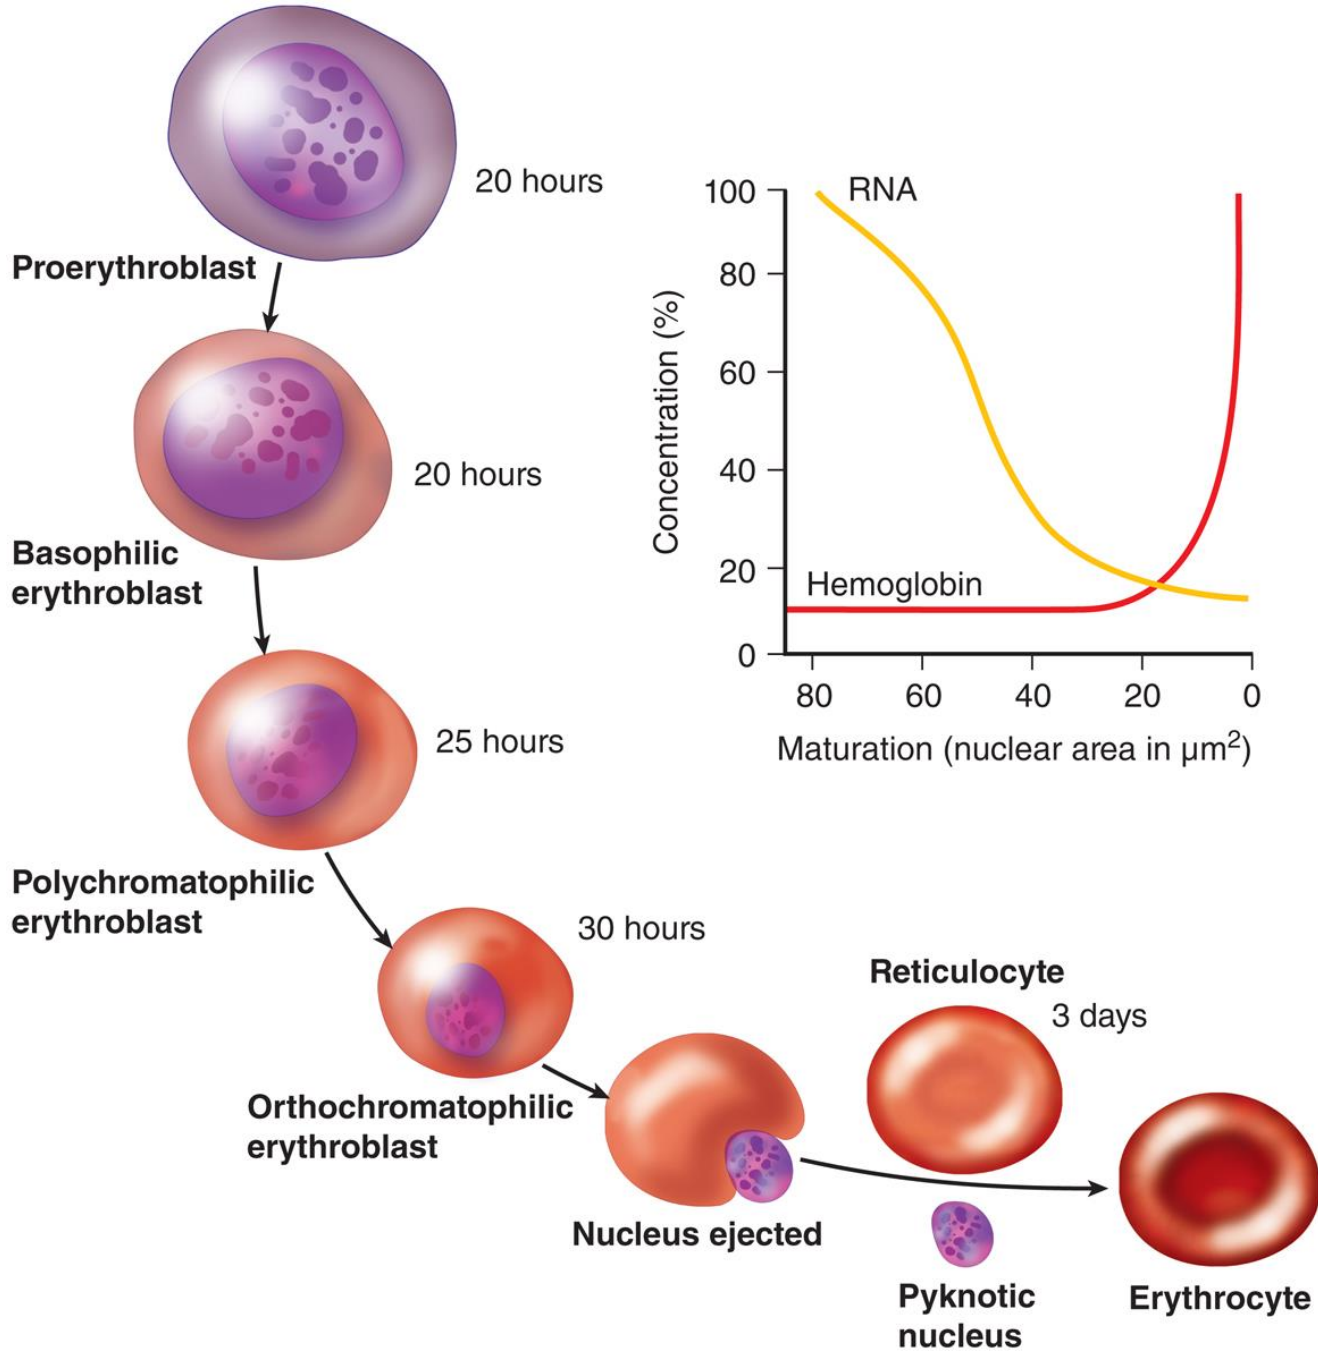 20 hours
Proerythroblast
20 hours
Basophilic
erythroblast
25 hours
Polychromatophilic
erythroblast
30 hours
Orthochromatophilic
erythroblast
Nucleus ejected
Reticulocyte
3 days
Pyknotic
nucleus
Erythrocyte
Concentration (%)
100
80
60
40
20
0
RNA
Hemoglobin
80 60 40 20 0
Maturation (nuclear area in μm²)